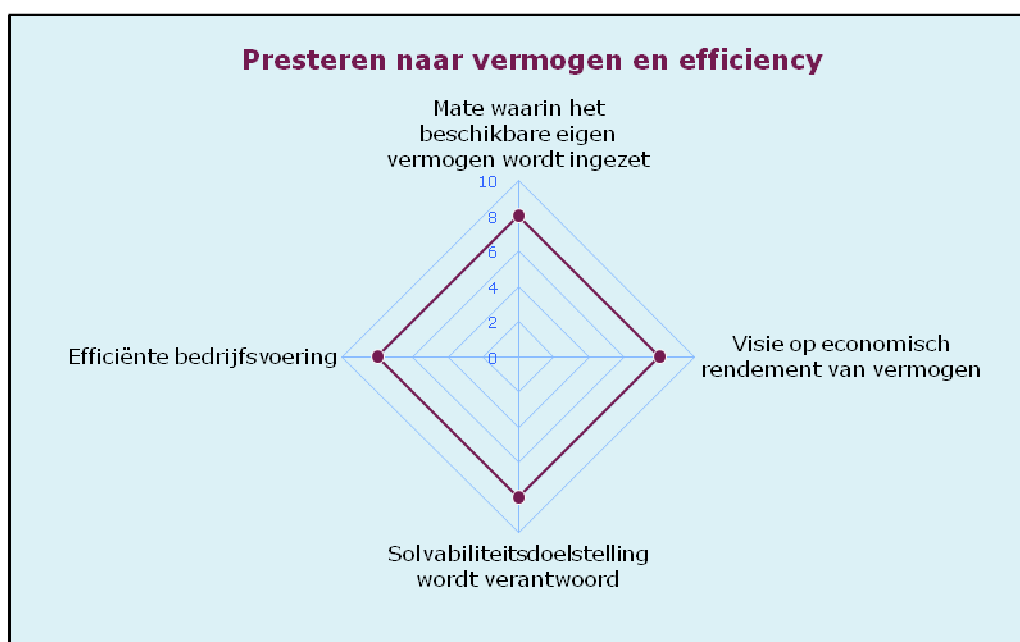 Presteren naar vermogen en efficiency
Mate waarin het
beschikbare eigen
vermogen wordt ingezet
10
8
6
4
2
0
Efficiënte bedrijfsvoering
Visie op economisch
rendement van vermogen
Solvabiliteitsdoelstelling
wordt verantwoord